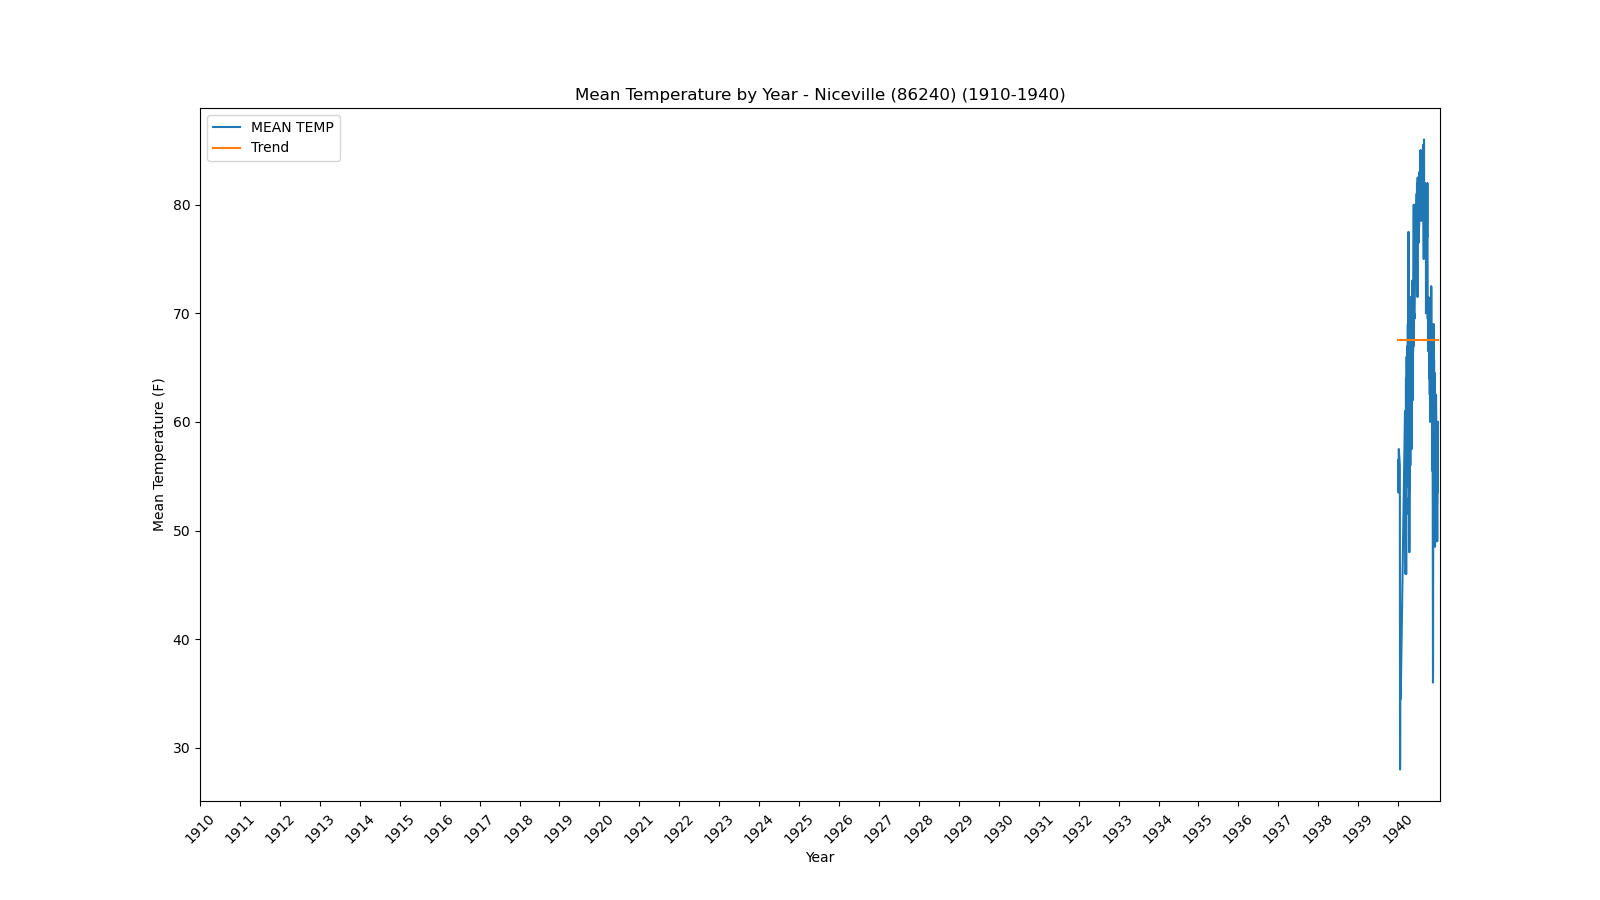 Mean Temperature by Year - Niceville (86240) (1910-1940)
MEAN TEMP
Trend
Mean Temperature (F)
80
70
60
50
40
30
1910 1911 1912 1913 1914 1915 1916 1917 1918 1919 1920 1921 1922 1923 1924 1925 1926 1927 1928 1929 1930 1931 1932 1933 1934 1935 1936 1937 1938 1939 1940
Year